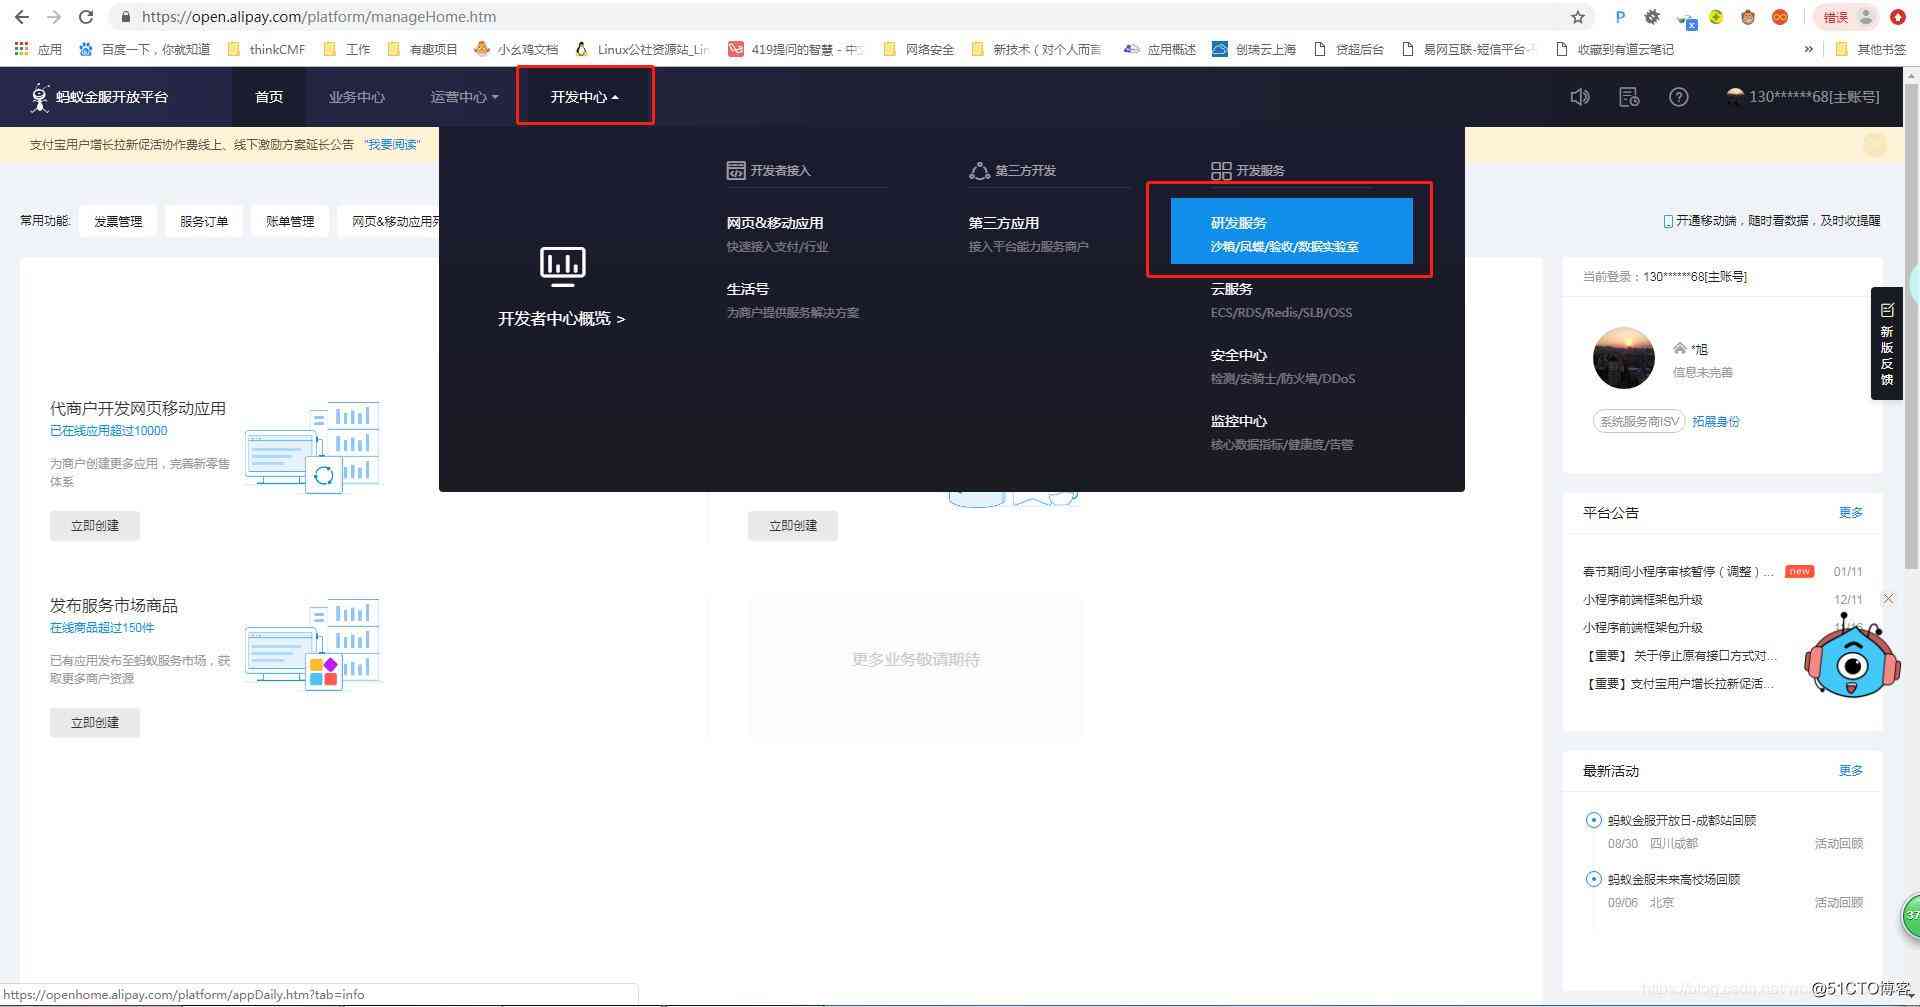 https://open.alipay.com/platform/manageHome.htm
P
x
错误
应用
百度一下，你就知道
thinkCMF
工作
有趣项目
小幺鸡文档
Linux公社资源站_Lin
419提问的智慧 - 中文
网络安全
新技术（对个人而言
应用概述
创瑞云上海
贷超后台
易网互联-短信平台-
收藏到有道云笔记
»
其他书签
蚂蚁金服开放平台
首页
业务中心
运营中心
开发中心
130******68[主账号]
支付宝用户增长拉新促活协作费线上、线下激励方案延长公告 "我要阅读"
常用功能:
发票管理
服务订单
账单管理
网页&移动应用列
开通移动端，随时看数据，及时收提醒
开发者中心概览 >
开发者接入
网页&移动应用
快速接入支付/行业
生活号
为商户提供服务解决方案
第三方开发
第三方应用
接入平台能力服务商户
开发服务
研发服务
沙箱/凤蝶/验收/数据实验室
云服务
ECS/RDS/Redis/SLB/OSS
安全中心
检测/安骑士/防火墙/DDoS
监控中心
核心数据指标/健康度/告警
代商户开发网页移动应用
已在线应用超过10000
为商户创建更多应用，完善新零售
体系
立即创建
立即创建
发布服务市场商品
在线商品超过150件
已有应用发布至蚂蚁服务市场，获
取更多商户资源
立即创建
更多业务敬请期待
当前登录：130******68[主账号]
*旭
信息未完善
系统服务商ISV
拓展身份
新版反馈
平台公告
更多
春节期间小程序审核暂停（调整）...
new
01/11
小程序前端框架包升级
12/11
小程序前端框架包升级
【重要】关于停止原有接口方式对...
【重要】支付宝用户增长拉新促活...
最新活动
更多
蚂蚁金服开放日-成都站回顾
08/30 四川成都
活动回顾
蚂蚁金服未来高校场回顾
09/06 北京
活动回顾
37
https://openhome.alipay.com/platform/appDaily.htm?tab=info
@51CTO博客